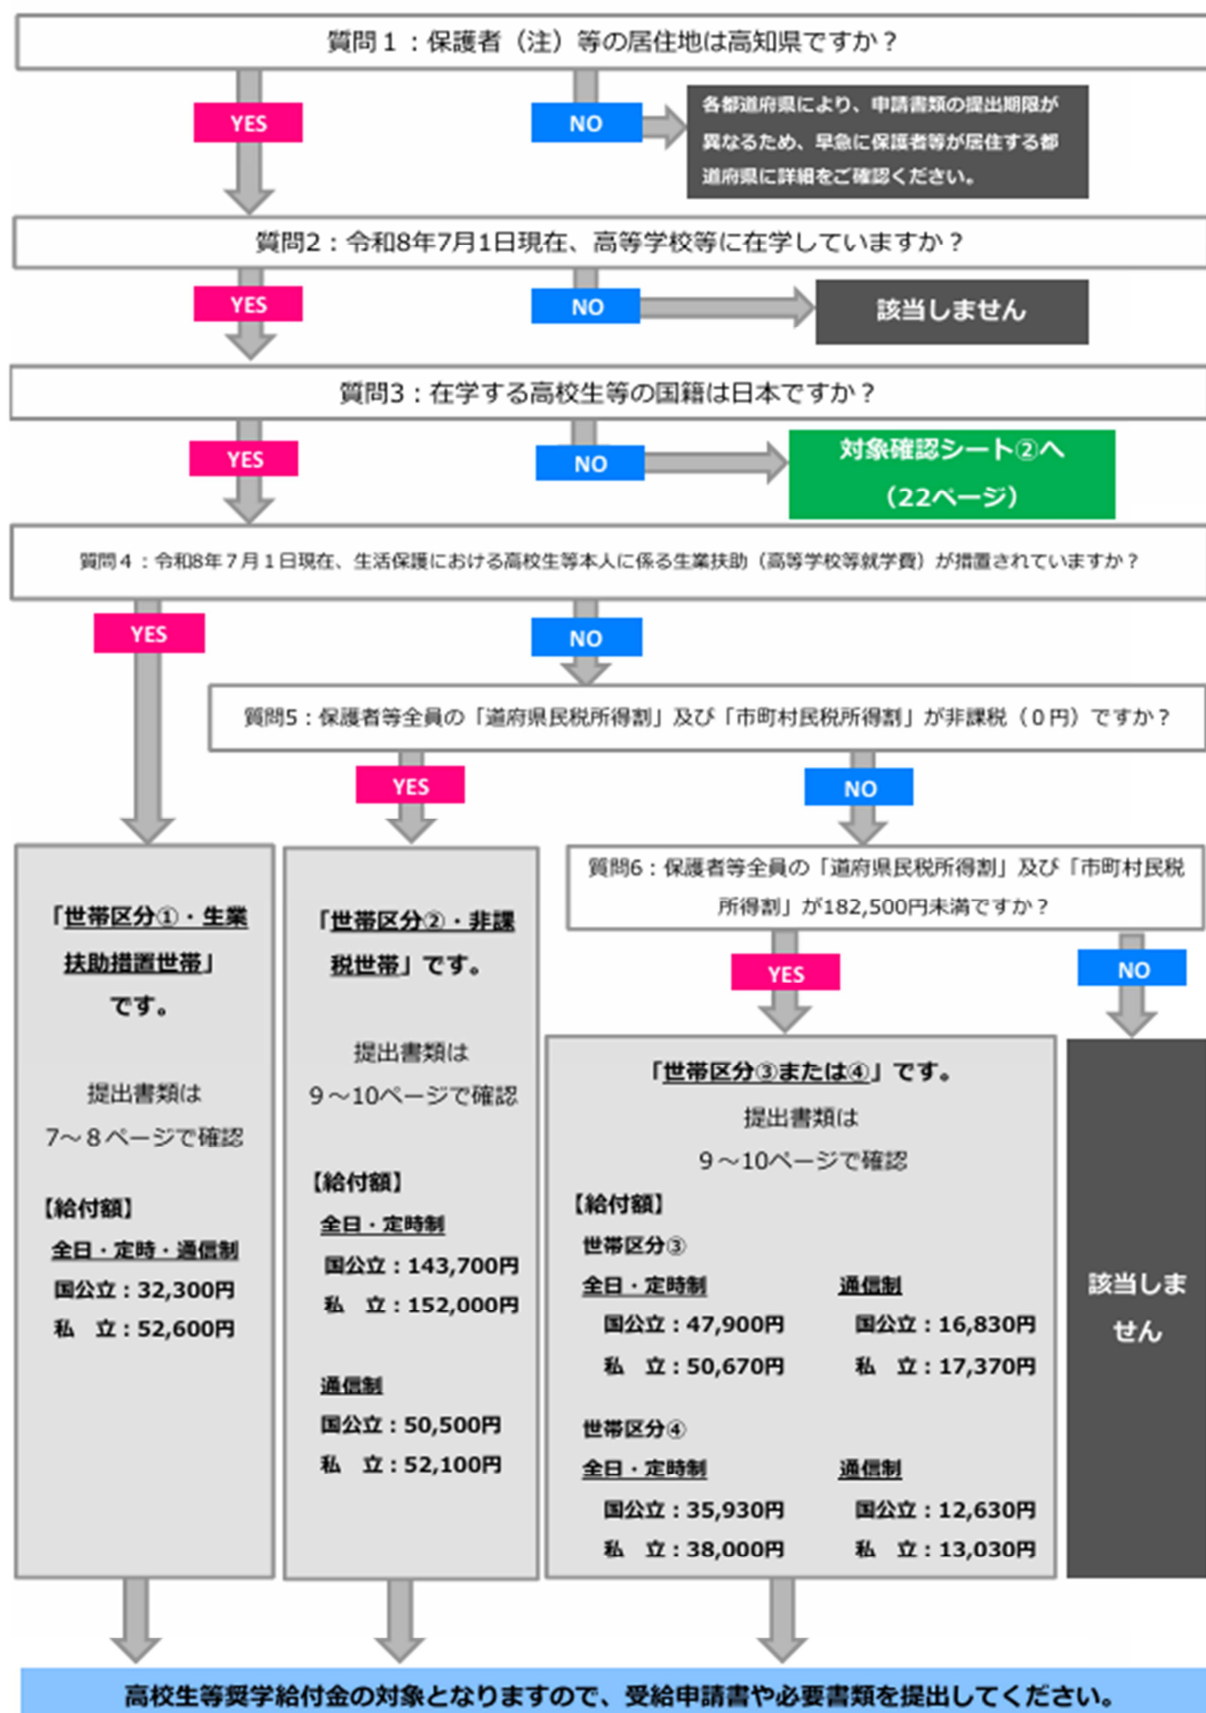 質問１：保護者（注）等の居住地は高知県ですか？
YES
NO
各都道府県により、申請書類の提出期限が
異なるため、早急に保護者等が居住する都
道府県に詳細をご確認ください。
質問2：令和8年7月1日現在、高等学校等に在学していますか？
YES
NO
該当しません
質問3：在学する高校生等の国籍は日本ですか？
YES
NO
対象確認シート②へ
（22ページ）
質問４：令和8年７月１日現在、生活保護における高校生等本人に係る生業扶助（高等学校等就学費）が措置されていますか？
YES
NO
質問5：保護者等全員の「道府県民税所得割」及び「市町村民税所得割」が非課税（０円）ですか？
YES
NO
「世帯区分①・生業
扶助措置世帯」
です。
提出書類は
7～８ページで確認
【給付額】
全日・定時・通信制
国公立：32,300円
私　立：52,600円
「世帯区分②・非課
税世帯」です。
提出書類は
９～10ページで確認
【給付額】
全日・定時制
国公立：143,700円
私　立：152,000円
通信制
国公立：50,500円
私　立：52,100円
質問6：保護者等全員の「道府県民税所得割」及び「市町村民税
所得割」が182,500円未満ですか？
YES
NO
「世帯区分③または④」です。
提出書類は
９～10ページで確認
【給付額】
世帯区分③
全日・定時制　通信制
国公立：47,900円　国公立：16,830円
私　立：50,670円　私　立：17,370円
世帯区分④
全日・定時制　通信制
国公立：35,930円　国公立：12,630円
私　立：38,000円　私　立：13,030円
該当しま
せん
高校生等奨学給付金の対象となりますので、受給申請書や必要書類を提出してください。